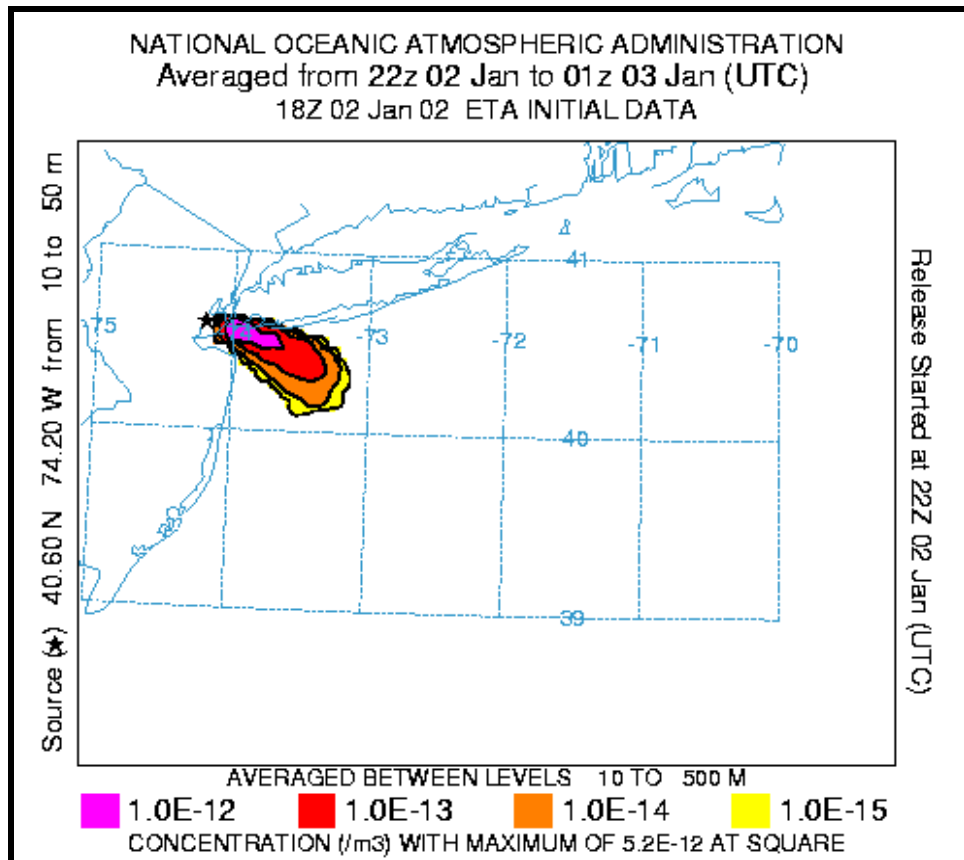 NATIONAL OCEANIC ATMOSPHERIC ADMINISTRATION
Averaged from 22z 02 Jan to 01z 03 Jan (UTC)
18Z 02 Jan 02 ETA INITIAL DATA
Source (★) 40.60 N 74.20 W from 10 to 50 m
41
-75
-73
-72
-71
-70
40
39
Release Started at 22Z 02 Jan (UTC)
AVERAGED BETWEEN LEVELS 10 TO 500 M
1.0E-12 1.0E-13 1.0E-14 1.0E-15
CONCENTRATION (/m3) WITH MAXIMUM OF 5.2E-12 AT SQUARE